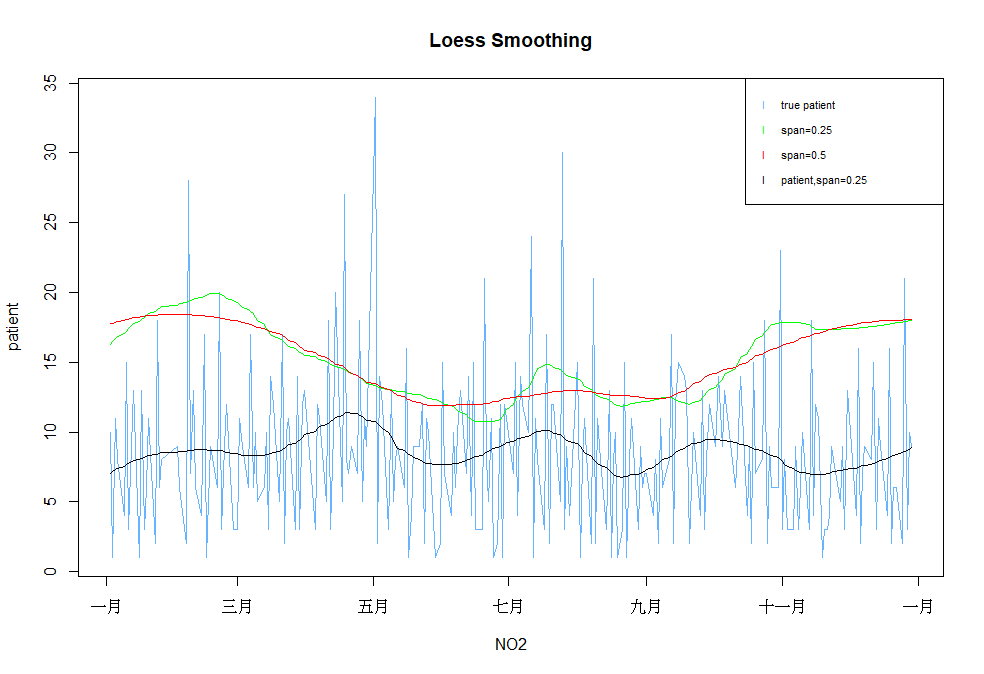 Loess Smoothing
true patient
span=0.25
span=0.5
patient,span=0.25
patient
35
30
25
20
15
10
5
0
一月 三月 五月 七月 九月 十一月 一月
NO2